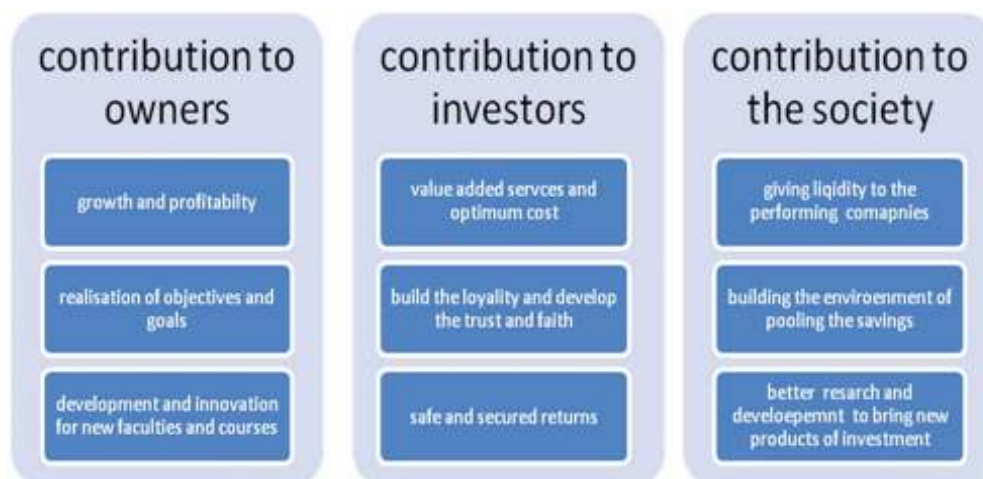 contribution to
owners
growth and profitabilty
realisation of objectives and
goals
development and innovation
for new faculties and courses
contribution to
investors
value added servces and
optimum cost
build the loyality and develop
the trust and faith
safe and secured returns
contribution to
the society
giving liqidity to the
performing comapnies
building the enviroenment of
pooling the savings
better resarch and
develoepemnt to bring new
products of investment